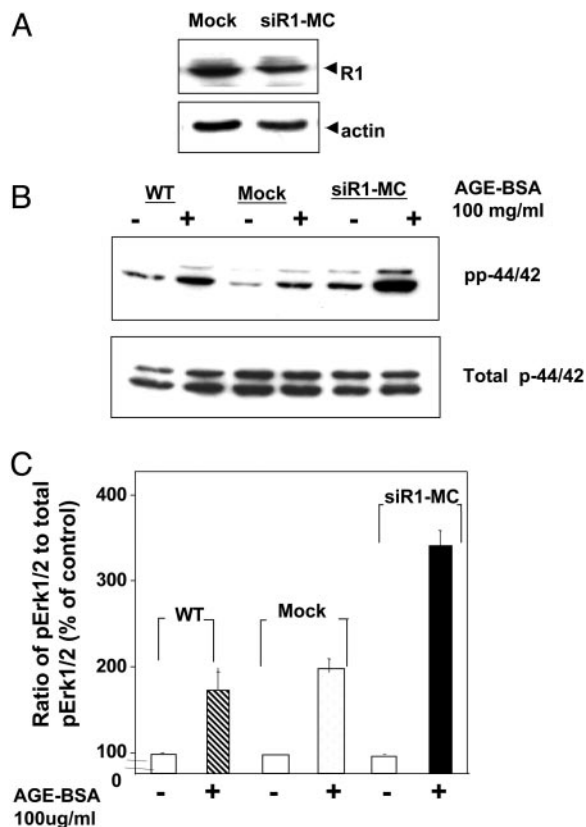 A
Mock siR1-MC
R1
actin
B
WT Mock siR1-MC AGE-BSA
- + - + - + 100 mg/ml
pp-44/42
Total p-44/42
C
Ratio of pErk1/2 to total
pErk1/2 (% of control)
400
300
200
100
0
WT
Mock
siR1-MC
AGE-BSA - + - + - +
100ug/ml